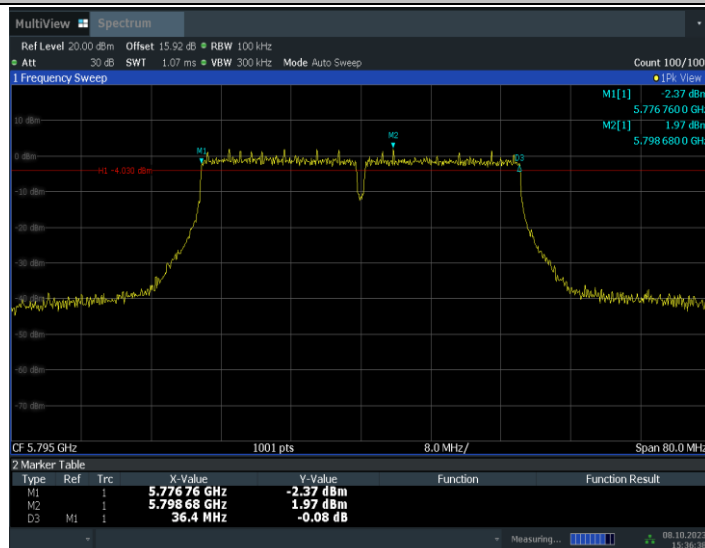 MultiView Spectrum
Ref Level 20.00 dBm Offset 15.92 dB RBW 100 kHz
Att 30 dB SWT 1.07 ms VBW 300 kHz Mode Auto Sweep Count 100/100
1 Frequency Sweep 1Pk View
M1[1] -2.37 dBm
5.776 760 0 GHz
M2[1] 1.97 dBm
5.798 680 0 GHz
10 dBm
M2
M1
0 dBm
D3
H1 -4.030 dBm
-10 dBm
-20 dBm
-30 dBm
-40 dBm
-50 dBm
-60 dBm
-70 dBm
CF 5.795 GHz 1001 pts 8.0 MHz/ Span 80.0 MHz
2 Marker Table
Type Ref Trc X-Value Y-Value Function Function Result
M1 1 5.776 76 GHz -2.37 dBm
M2 1 5.798 68 GHz 1.97 dBm
D3 M1 1 36.4 MHz -0.08 dB
Measuring... 08.10.2023
15:36:38